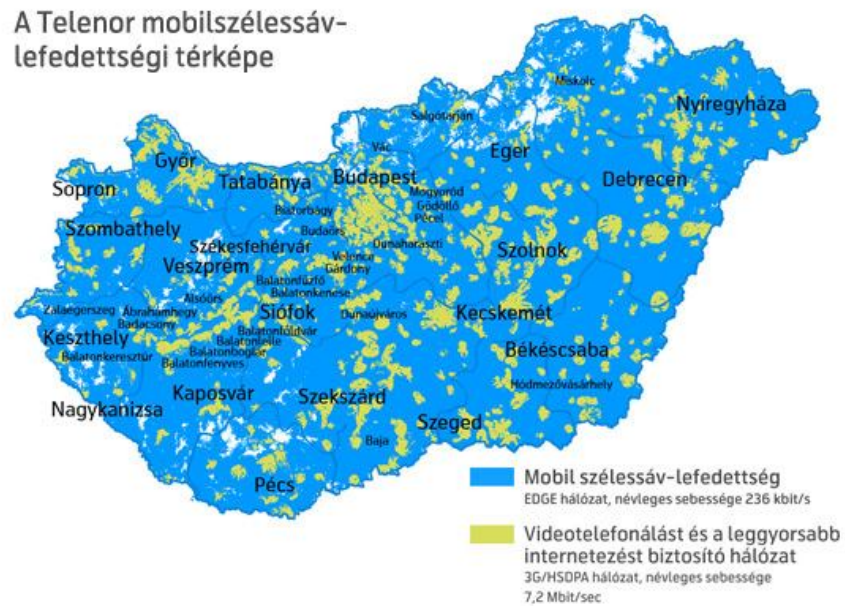 A Telenor mobilszélessáv-
lefedettségi térképe
Miskolc
Nyíregyháza
Salgótarján
Vác
Eger
Győr
Tatabánya
Budapest
Mogyoród
Gödöllő
Pécel
Debrecen
Sopron
Biatorbágy
Budaörs
Szombathely
Székesfehérvár
Dunaharaszti
Szolnok
Veszprém
Velence
Gárdony
Balatonfűzfő
Balatonkenese
Alsóörs
Zalaegerszeg
Ábrahámhegy
Badacsony
Siófok
Dunaújváros
Kecskemét
Keszthely
Balatonföldvár
Balatonlelle
Balatonboglár
Balatonkeresztúr
Balatonfenyves
Békéscsaba
Hódmezővásárhely
Kaposvár
Szekszárd
Nagykanizsa
Szeged
Baja
Pécs
Mobil szélessáv-lefedettség
EDGE hálózat, névleges sebessége 236 kbit/s
Videotelefonálást és a leggyorsabb
internetezést biztosító hálózat
3G/HSDPA hálózat, névleges sebessége
7,2 Mbit/sec